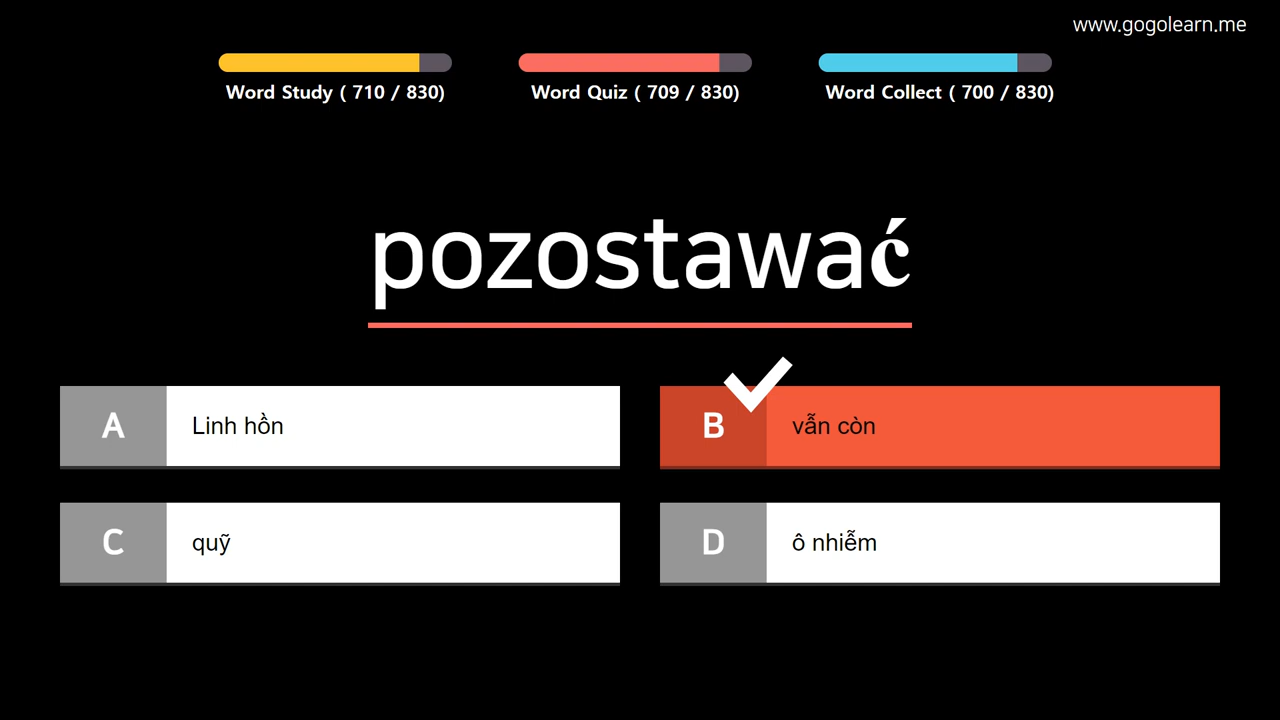 www.gogolearn.me
Word Study ( 710 / 830)
Word Quiz ( 709 / 830)
Word Collect ( 700 / 830)
pozostawać
A Linh hồn
B vẫn còn
C quỹ
D ô nhiễm